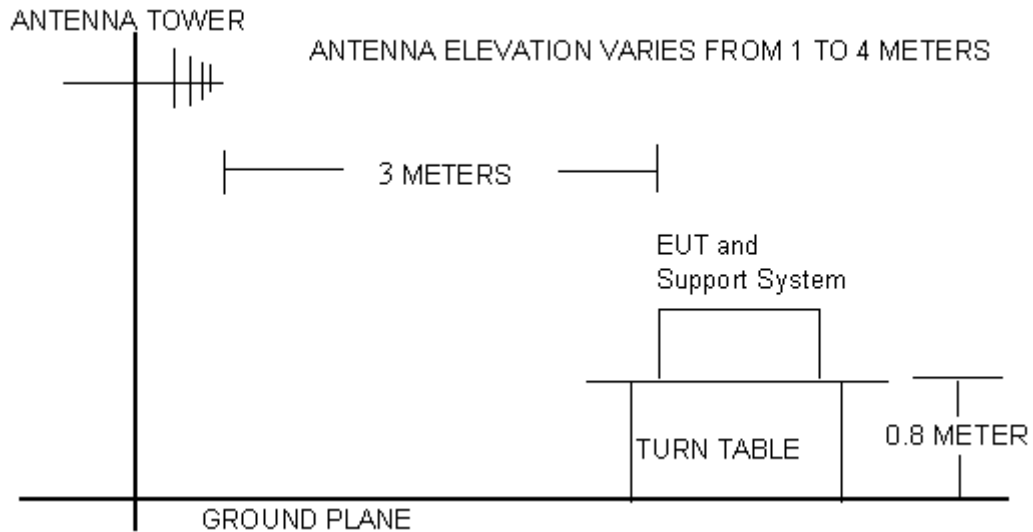 ANTENNA TOWER
ANTENNA ELEVATION VARIES FROM 1 TO 4 METERS
3 METERS
EUT and
Support System
TURN TABLE
0.8 METER
GROUND PLANE